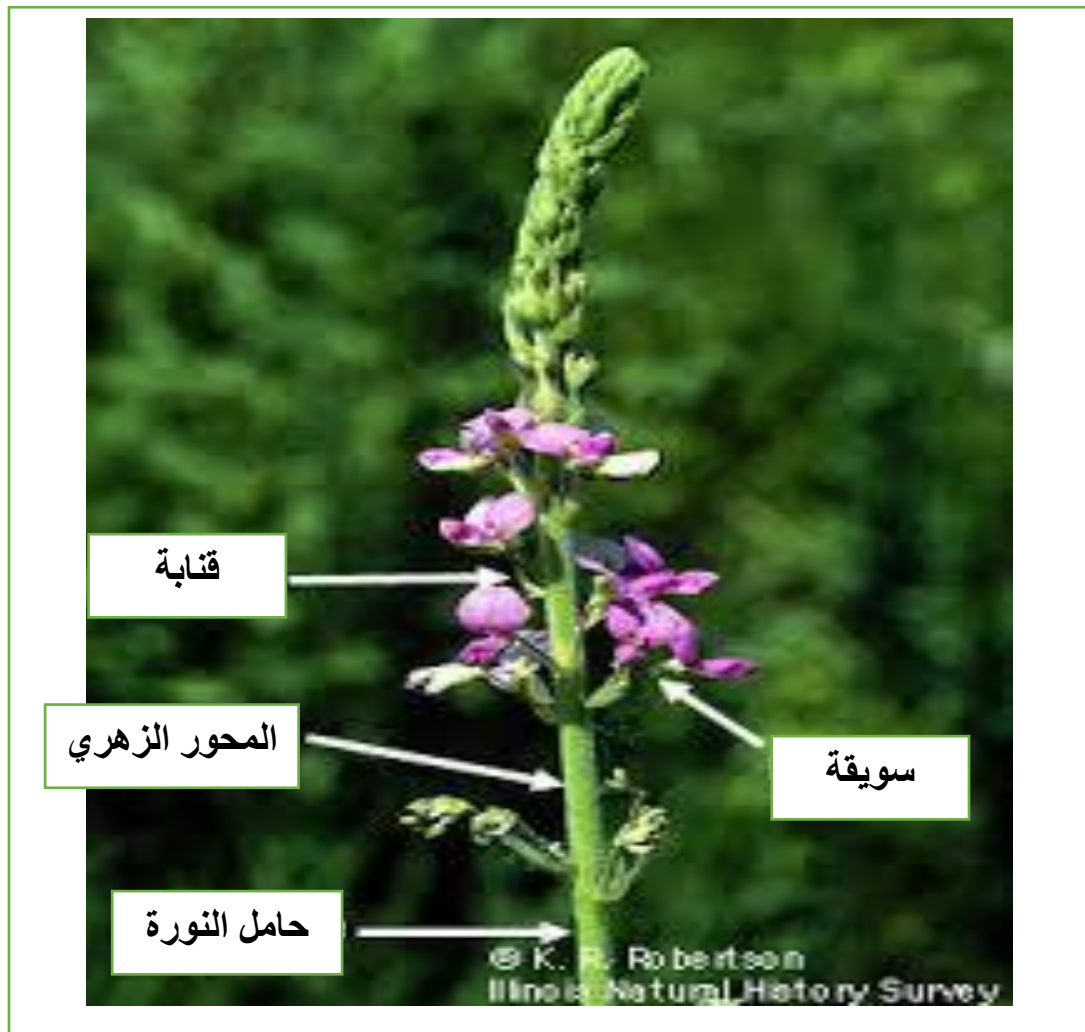 قنابة
المحور الزهري
سويقة
حامل النورة
© K. R. Robertson
Illinois Natural History Survey